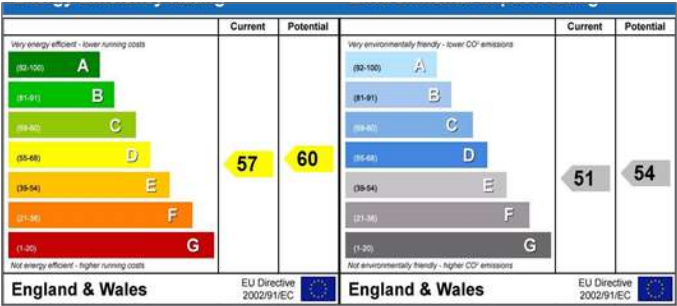 Current Potential
Very energy efficient - lower running costs
(92-100) A
(81-91) B
(69-80) C
(55-68) D
(39-54) E
(21-38) F
(1-20) G
57 60
Not energy efficient - higher running costs
England & Wales
EU Directive
2002/91/EC
Current Potential
Very environmentally friendly - lower CO² emissions
(92-100) A
(81-91) B
(69-80) C
(55-68) D
(39-54) E
(21-38) F
(1-20) G
51 54
Not environmentally friendly - higher CO² emissions
England & Wales
EU Directive
2002/91/EC